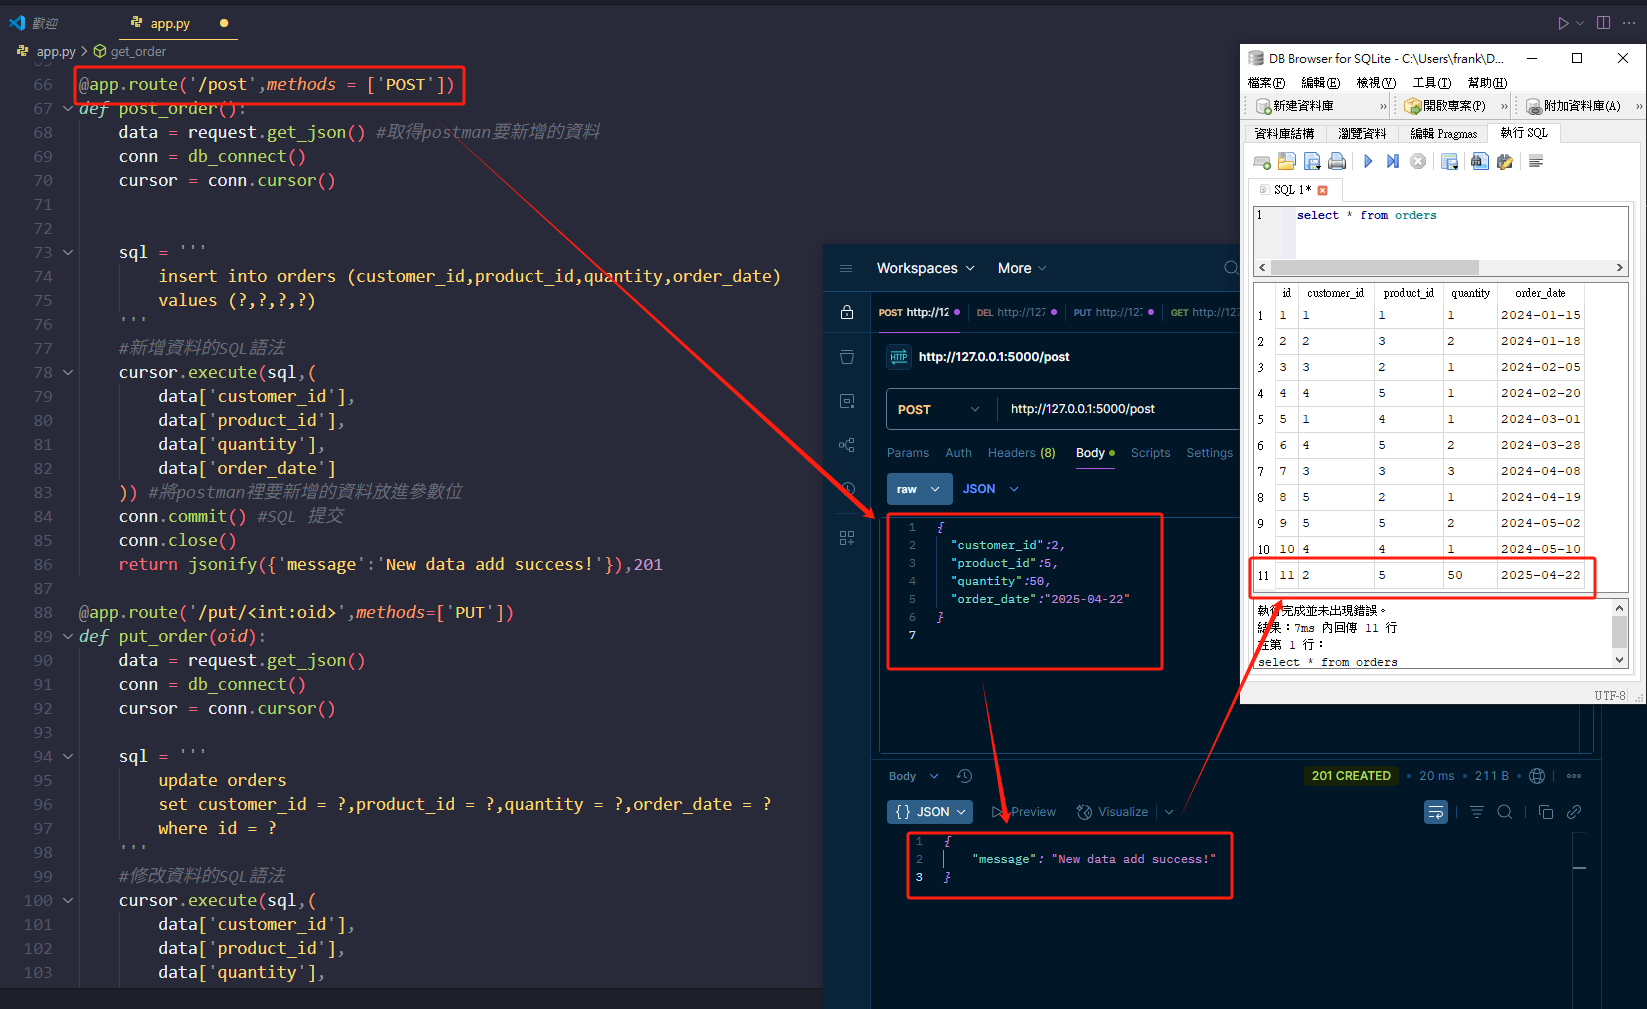 歡迎
app.py
app.py > get_order
66 @app.route('/post',methods = ['POST'])
67 def post_order():
68 data = request.get_json() #取得postman要新增的資料
69 conn = db_connect()
70 cursor = conn.cursor()
71
72
73 sql = '''
74 insert into orders (customer_id,product_id,quantity,order_date)
75 values (?,?,?,?)
76 '''
77 #新增資料的SQL語法
78 cursor.execute(sql,(
79 data['customer_id'],
80 data['product_id'],
81 data['quantity'],
82 data['order_date']
83 )) #將postman裡要新增的資料放進參數位
84 conn.commit() #SQL 提交
85 conn.close()
86 return jsonify({'message':'New data add success!'}),201
87
88 @app.route('/put/<int:oid>',methods=['PUT'])
89 def put_order(oid):
90 data = request.get_json()
91 conn = db_connect()
92 cursor = conn.cursor()
93
94 sql = '''
95 update orders
96 set customer_id = ?,product_id = ?,quantity = ?,order_date = ?
97 where id = ?
98 '''
99 #修改資料的SQL語法
100 cursor.execute(sql,(
101 data['customer_id'],
102 data['product_id'],
103 data['quantity'],
Workspaces More
POST http://12 DEL http://127 PUT http://127 GET http://127
HTTP http://127.0.0.1:5000/post
POST http://127.0.0.1:5000/post
Params Auth Headers (8) Body Scripts Settings
raw JSON
1 {
2 "customer_id":2,
3 "product_id":5,
4 "quantity":50,
5 "order_date":"2025-04-22"
6 }
7
Body 201 CREATED • 20 ms • 211 B
{} JSON Preview Visualize
1 {
2 "message": "New data add success!"
3 }
DB Browser for SQLite - C:\Users\frank\D...
檔案(F) 編輯(E) 檢視(V) 工具(T) 幫助(H)
新建資料庫 » 開啟專案(P) » 附加資料庫(A) »
資料庫結構 瀏覽資料 編輯 Pragmas 執行 SQL
SQL 1*
1 select * from orders
id customer_id product_id quantity order_date
1 1 1 1 1 2024-01-15
2 2 2 3 2 2024-01-18
3 3 3 2 1 2024-02-05
4 4 4 5 1 2024-02-20
5 5 1 4 1 2024-03-01
6 6 4 5 2 2024-03-28
7 7 3 3 3 2024-04-08
8 8 5 2 1 2024-04-19
9 9 5 5 2 2024-05-02
10 10 4 4 1 2024-05-10
11 11 2 5 50 2025-04-22
執行完成並未出現錯誤。
結果：7ms 內回傳 11 行
在第 1 行：
select * from orders
UTF-8